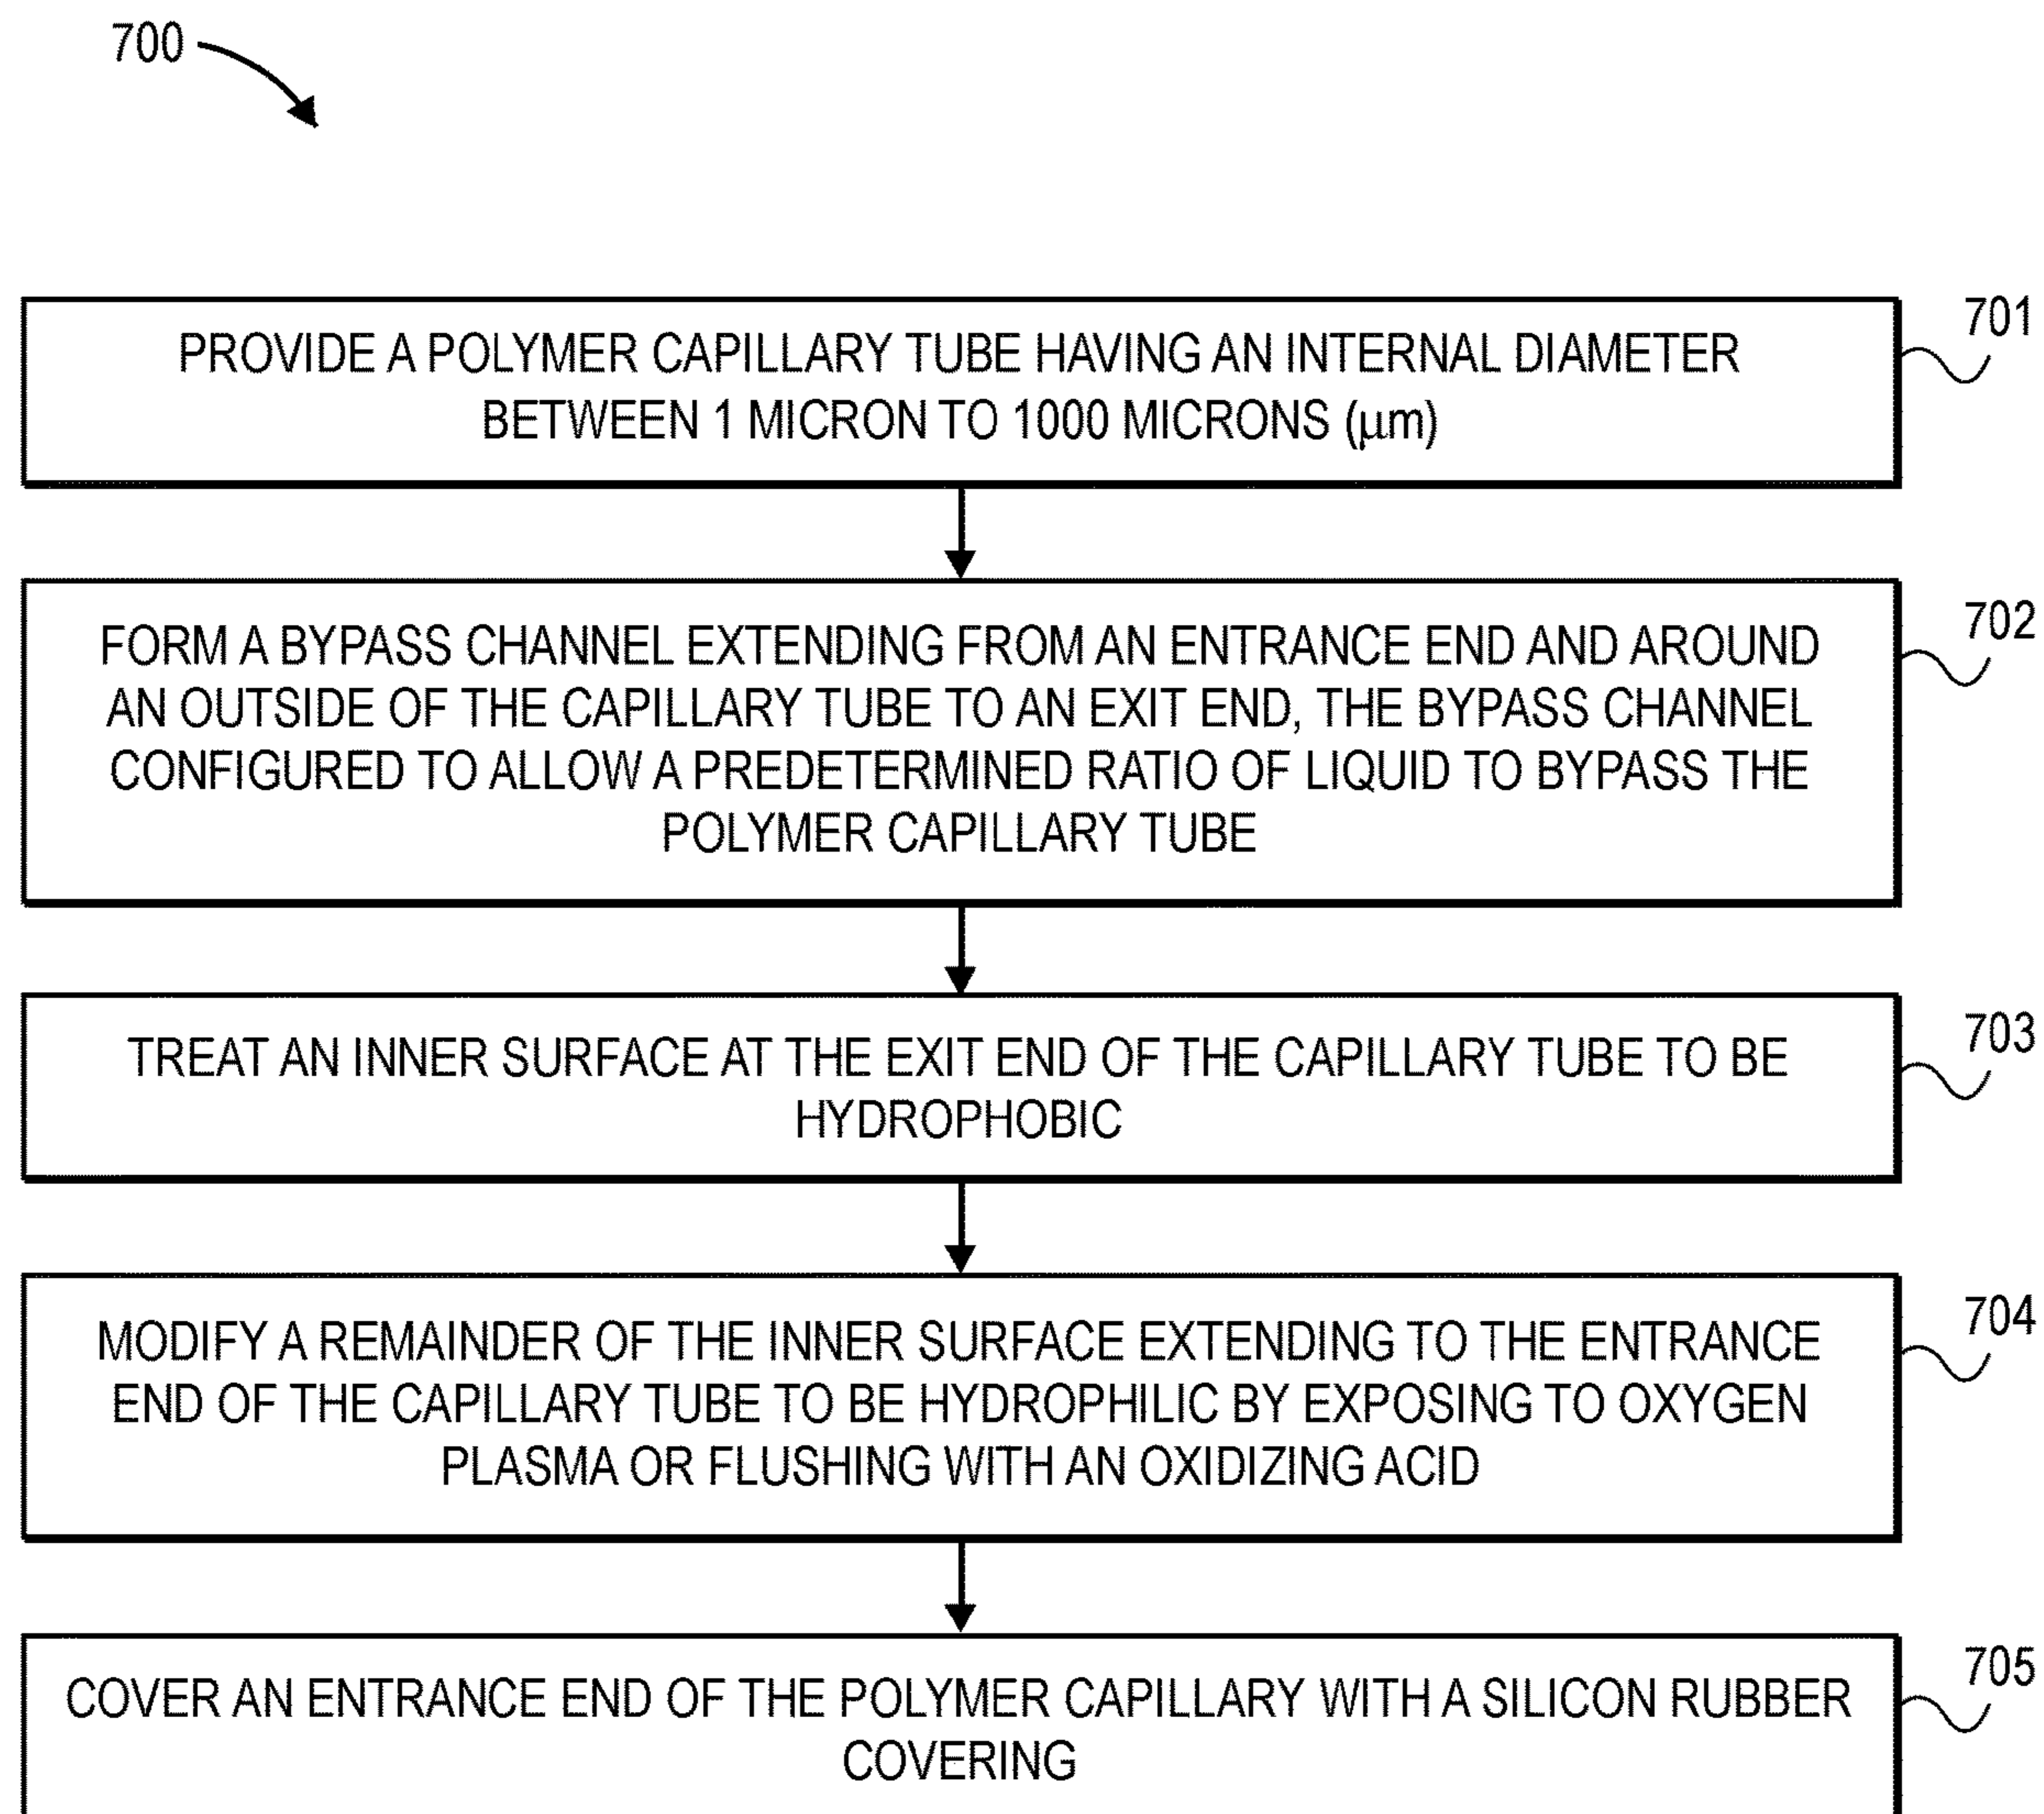 700
PROVIDE A POLYMER CAPILLARY TUBE HAVING AN INTERNAL DIAMETER
BETWEEN 1 MICRON TO 1000 MICRONS (μm)
701
FORM A BYPASS CHANNEL EXTENDING FROM AN ENTRANCE END AND AROUND
AN OUTSIDE OF THE CAPILLARY TUBE TO AN EXIT END, THE BYPASS CHANNEL
CONFIGURED TO ALLOW A PREDETERMINED RATIO OF LIQUID TO BYPASS THE
POLYMER CAPILLARY TUBE
702
TREAT AN INNER SURFACE AT THE EXIT END OF THE CAPILLARY TUBE TO BE
HYDROPHOBIC
703
MODIFY A REMAINDER OF THE INNER SURFACE EXTENDING TO THE ENTRANCE
END OF THE CAPILLARY TUBE TO BE HYDROPHILIC BY EXPOSING TO OXYGEN
PLASMA OR FLUSHING WITH AN OXIDIZING ACID
704
COVER AN ENTRANCE END OF THE POLYMER CAPILLARY WITH A SILICON RUBBER
COVERING
705